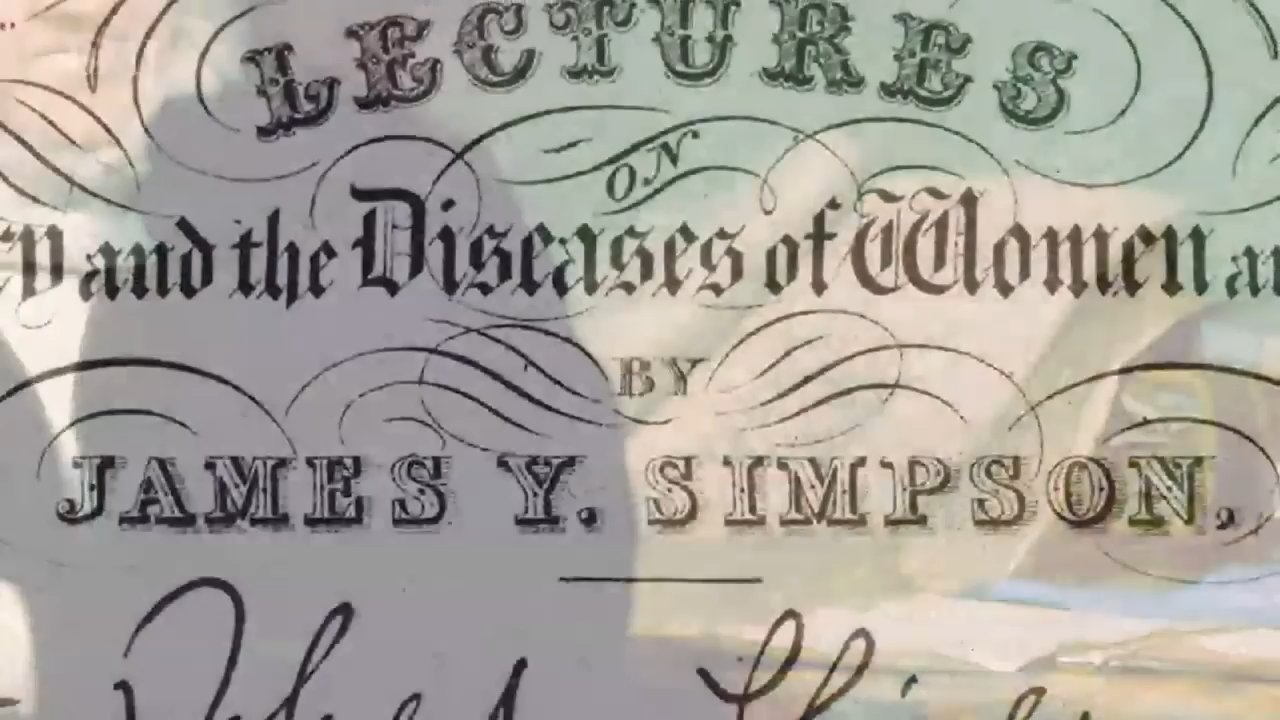 LECTURES
ON
and the Diseases of Women
BY
JAMES Y. SIMPSON,